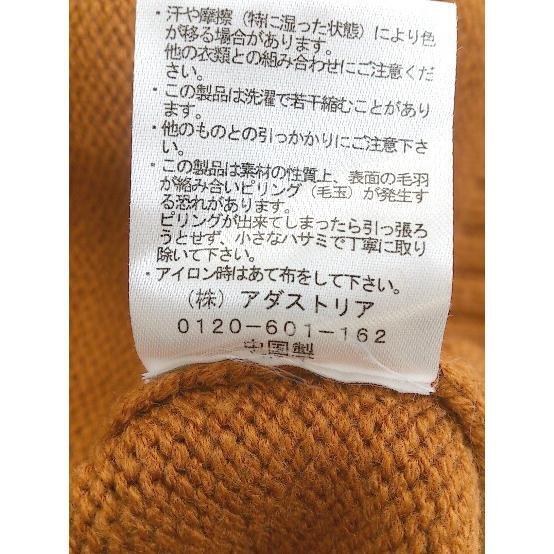 ・汗や摩擦（特に湿った状態）により色
が移る場合があります。
他の衣類との組み合わせにご注意くだ
さい。
・この製品は洗濯で若干縮むことがあり
ます。
・他のものとの引っかかりにご注意下さ
い。
・この製品は素材の性質上、表面の毛羽
が絡み合いピリング（毛玉）が発生す
る恐れがあります。
ピリングが出来てしまったら引っ張ろ
うとせず、小さなハサミで丁寧に取り
除いて下さい。
・アイロン時はあて布をして下さい。
（株）アダストリア
0120-601-162
中国製